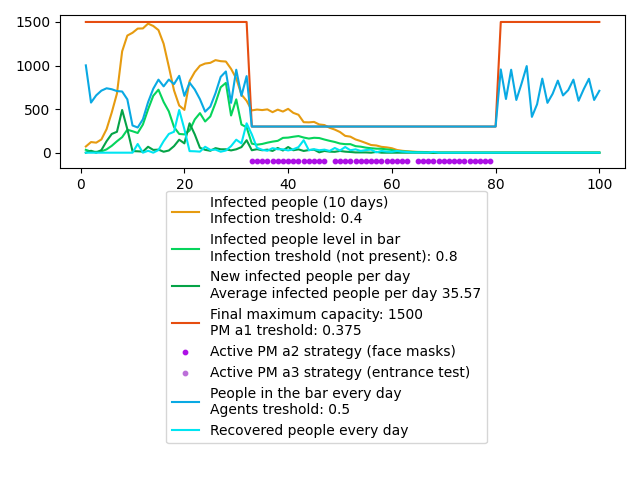 1500
1000
500
0
0 20 40 60 80 100
Infected people (10 days)
Infection treshold: 0.4
Infected people level in bar
Infection treshold (not present): 0.8
New infected people per day
Average infected people per day 35.57
Final maximum capacity: 1500
PM a1 treshold: 0.375
Active PM a2 strategy (face masks)
Active PM a3 strategy (entrance test)
People in the bar every day
Agents treshold: 0.5
Recovered people every day